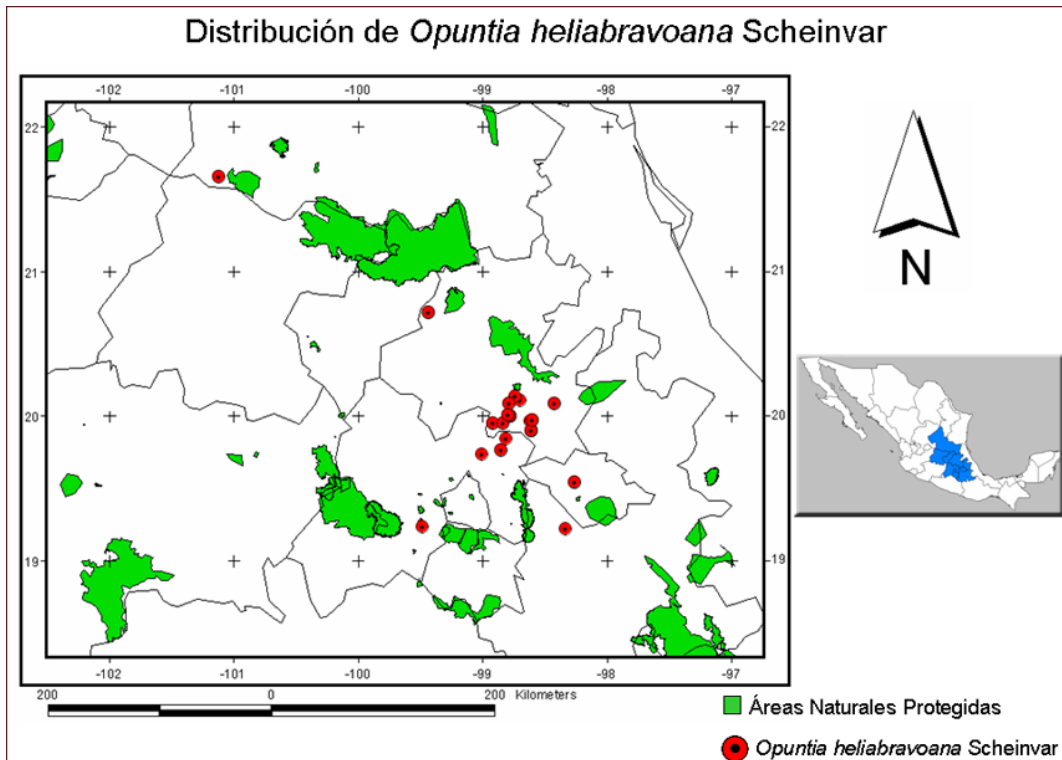 Distribución de Opuntia heliabravoana Scheinvar
-102 -101 -100 -99 -98 -97
22 22
21 21
20 20
19 19
-102 -101 -100 -99 -98 -97
200 0 200 Kilometers
N
Áreas Naturales Protegidas
Opuntia heliabravoana Scheinvar